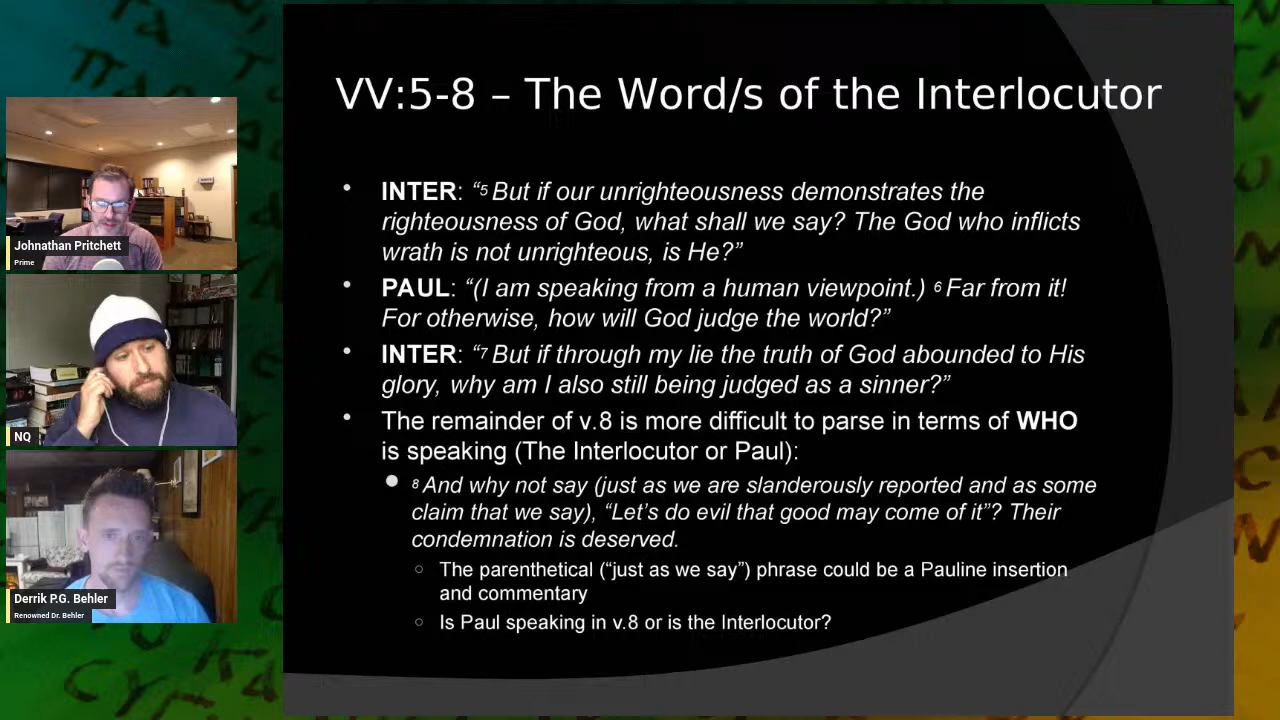 VV:5-8 – The Word/s of the Interlocutor
• INTER: “5 But if our unrighteousness demonstrates the
righteousness of God, what shall we say? The God who inflicts
wrath is not unrighteous, is He?”
• PAUL: “(I am speaking from a human viewpoint.) 6 Far from it!
For otherwise, how will God judge the world?”
• INTER: “7 But if through my lie the truth of God abounded to His
glory, why am I also still being judged as a sinner?”
• The remainder of v.8 is more difficult to parse in terms of WHO
is speaking (The Interlocutor or Paul):
● 8 And why not say (just as we are slanderously reported and as some
claim that we say), “Let’s do evil that good may come of it”? Their
condemnation is deserved.
○ The parenthetical (“just as we say”) phrase could be a Pauline insertion
and commentary
○ Is Paul speaking in v.8 or is the Interlocutor?
Johnathan Pritchett
Prime
NQ
Derrik P.G. Behler
Renowned Dr. Behler